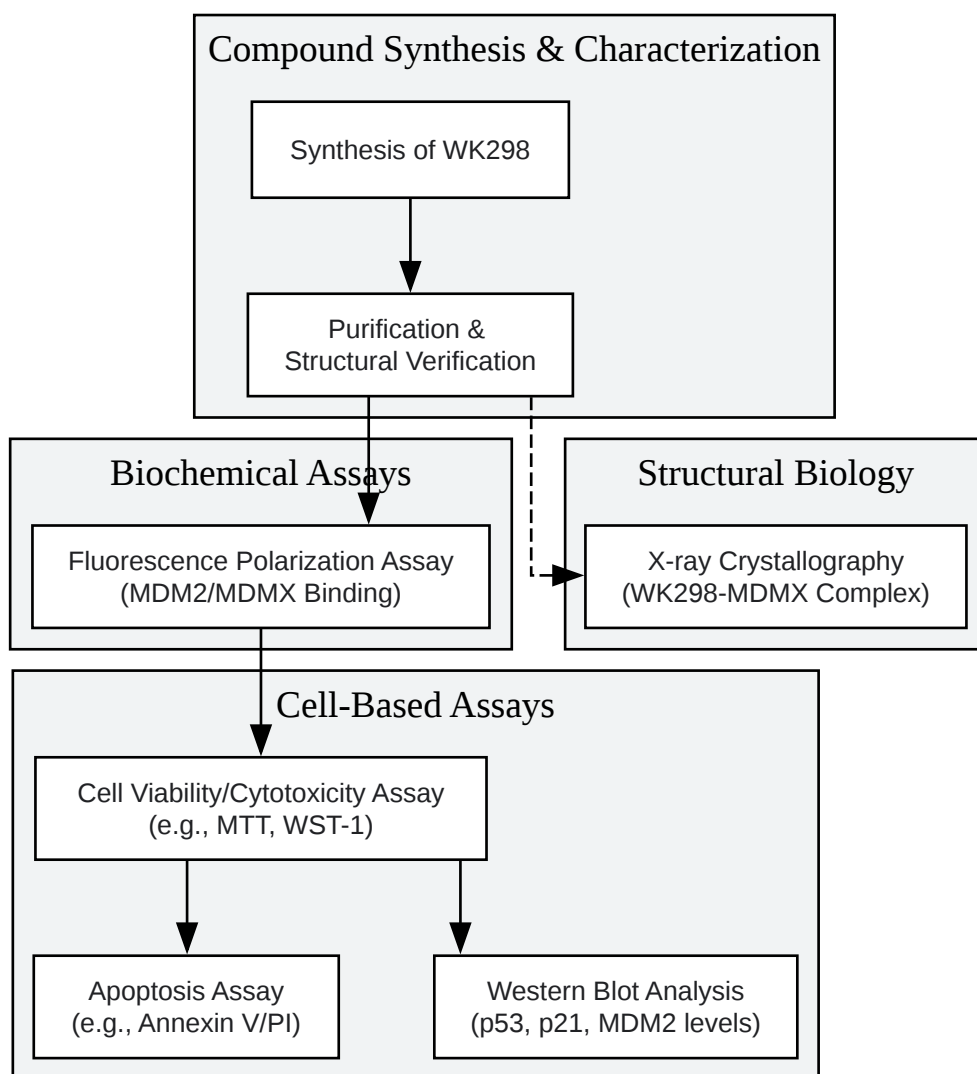 Compound Synthesis & Characterization
Synthesis of WK298
Purification &
Structural Verification
Biochemical Assays
Fluorescence Polarization Assay
(MDM2/MDMX Binding)
Structural Biology
X-ray Crystallography
(WK298-MDMX Complex)
Cell-Based Assays
Cell Viability/Cytotoxicity Assay
(e.g., MTT, WST-1)
Apoptosis Assay
(e.g., Annexin V/PI)
Western Blot Analysis
(p53, p21, MDM2 levels)